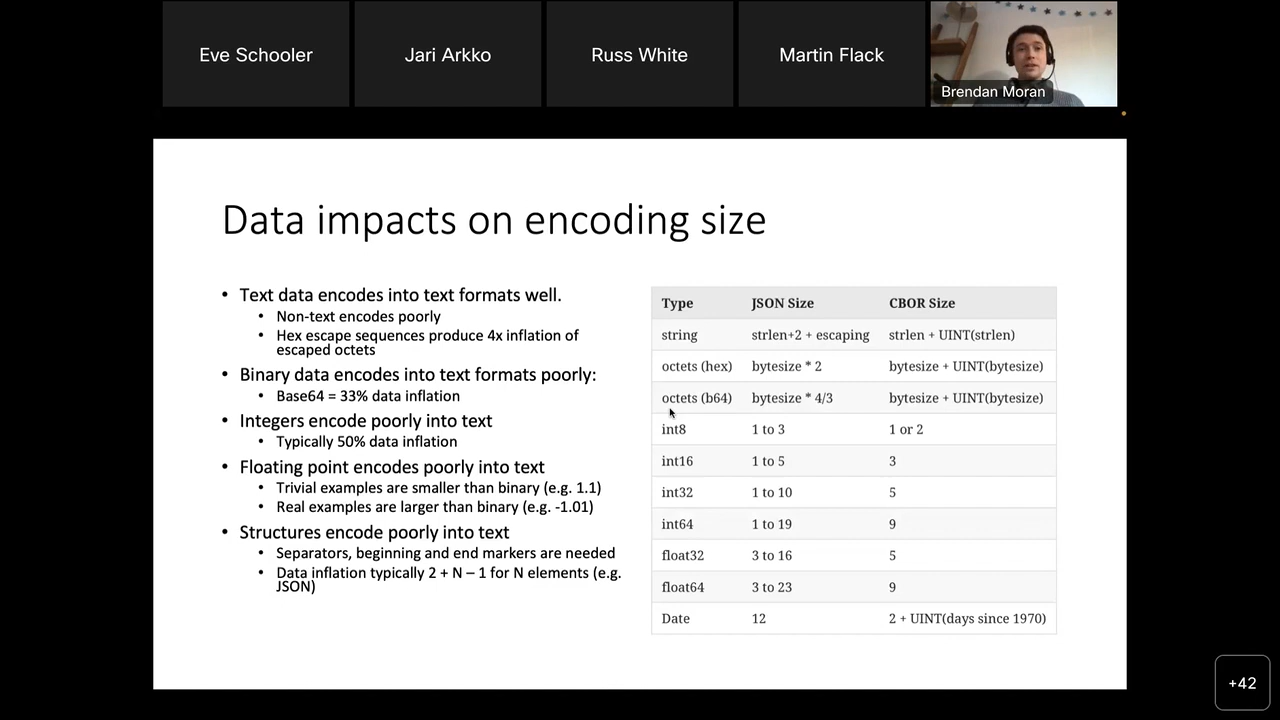 Eve Schooler
Jari Arkko
Russ White
Martin Flack
Brendan Moran
Data impacts on encoding size
• Text data encodes into text formats well.
• Non-text encodes poorly
• Hex escape sequences produce 4x inflation of
escaped octets
• Binary data encodes into text formats poorly:
• Base64 = 33% data inflation
• Integers encode poorly into text
• Typically 50% data inflation
• Floating point encodes poorly into text
• Trivial examples are smaller than binary (e.g. 1.1)
• Real examples are larger than binary (e.g. -1.01)
• Structures encode poorly into text
• Separators, beginning and end markers are needed
• Data inflation typically 2 + N – 1 for N elements (e.g.
JSON)
Type JSON Size CBOR Size
string strlen+2 + escaping strlen + UINT(strlen)
octets (hex) bytesize * 2 bytesize + UINT(bytesize)
octets (b64) bytesize * 4/3 bytesize + UINT(bytesize)
int8 1 to 3 1 or 2
int16 1 to 5 3
int32 1 to 10 5
int64 1 to 19 9
float32 3 to 16 5
float64 3 to 23 9
Date 12 2 + UINT(days since 1970)
+42